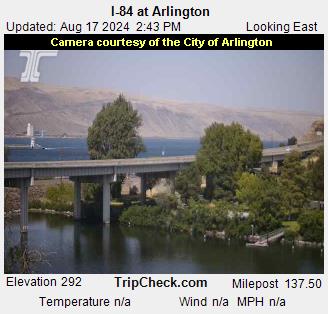 I-84 at Arlington
Updated: Aug 17 2024 2:43 PM Looking East
Camera courtesy of the City of Arlington
Elevation 292 TripCheck.com Milepost 137.50
Temperature n/a Wind n/a MPH n/a